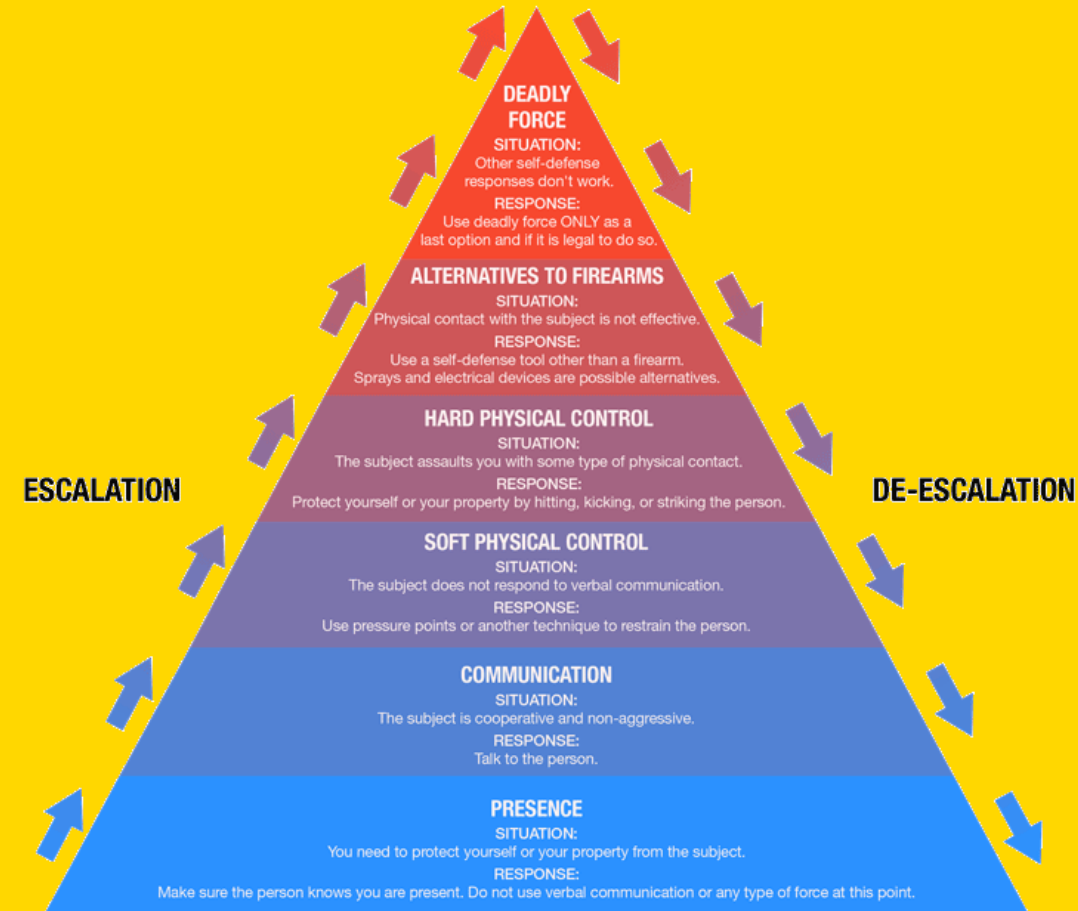 DEADLY
FORCE
SITUATION:
Other self-defense
responses don't work.
RESPONSE:
Use deadly force ONLY as a
last option and if it is legal to do so.
ALTERNATIVES TO FIREARMS
SITUATION:
Physical contact with the subject is not effective.
RESPONSE:
Use a self-defense tool other than a firearm.
Sprays and electrical devices are possible alternatives.
HARD PHYSICAL CONTROL
SITUATION:
The subject assaults you with some type of physical contact.
RESPONSE:
Protect yourself or your property by hitting, kicking, or striking the person.
ESCALATION
DE-ESCALATION
SOFT PHYSICAL CONTROL
SITUATION:
The subject does not respond to verbal communication.
RESPONSE:
Use pressure points or another technique to restrain the person.
COMMUNICATION
SITUATION:
The subject is cooperative and non-aggressive.
RESPONSE:
Talk to the person.
PRESENCE
SITUATION:
You need to protect yourself or your property from the subject.
RESPONSE:
Make sure the person knows you are present. Do not use verbal communication or any type of force at this point.